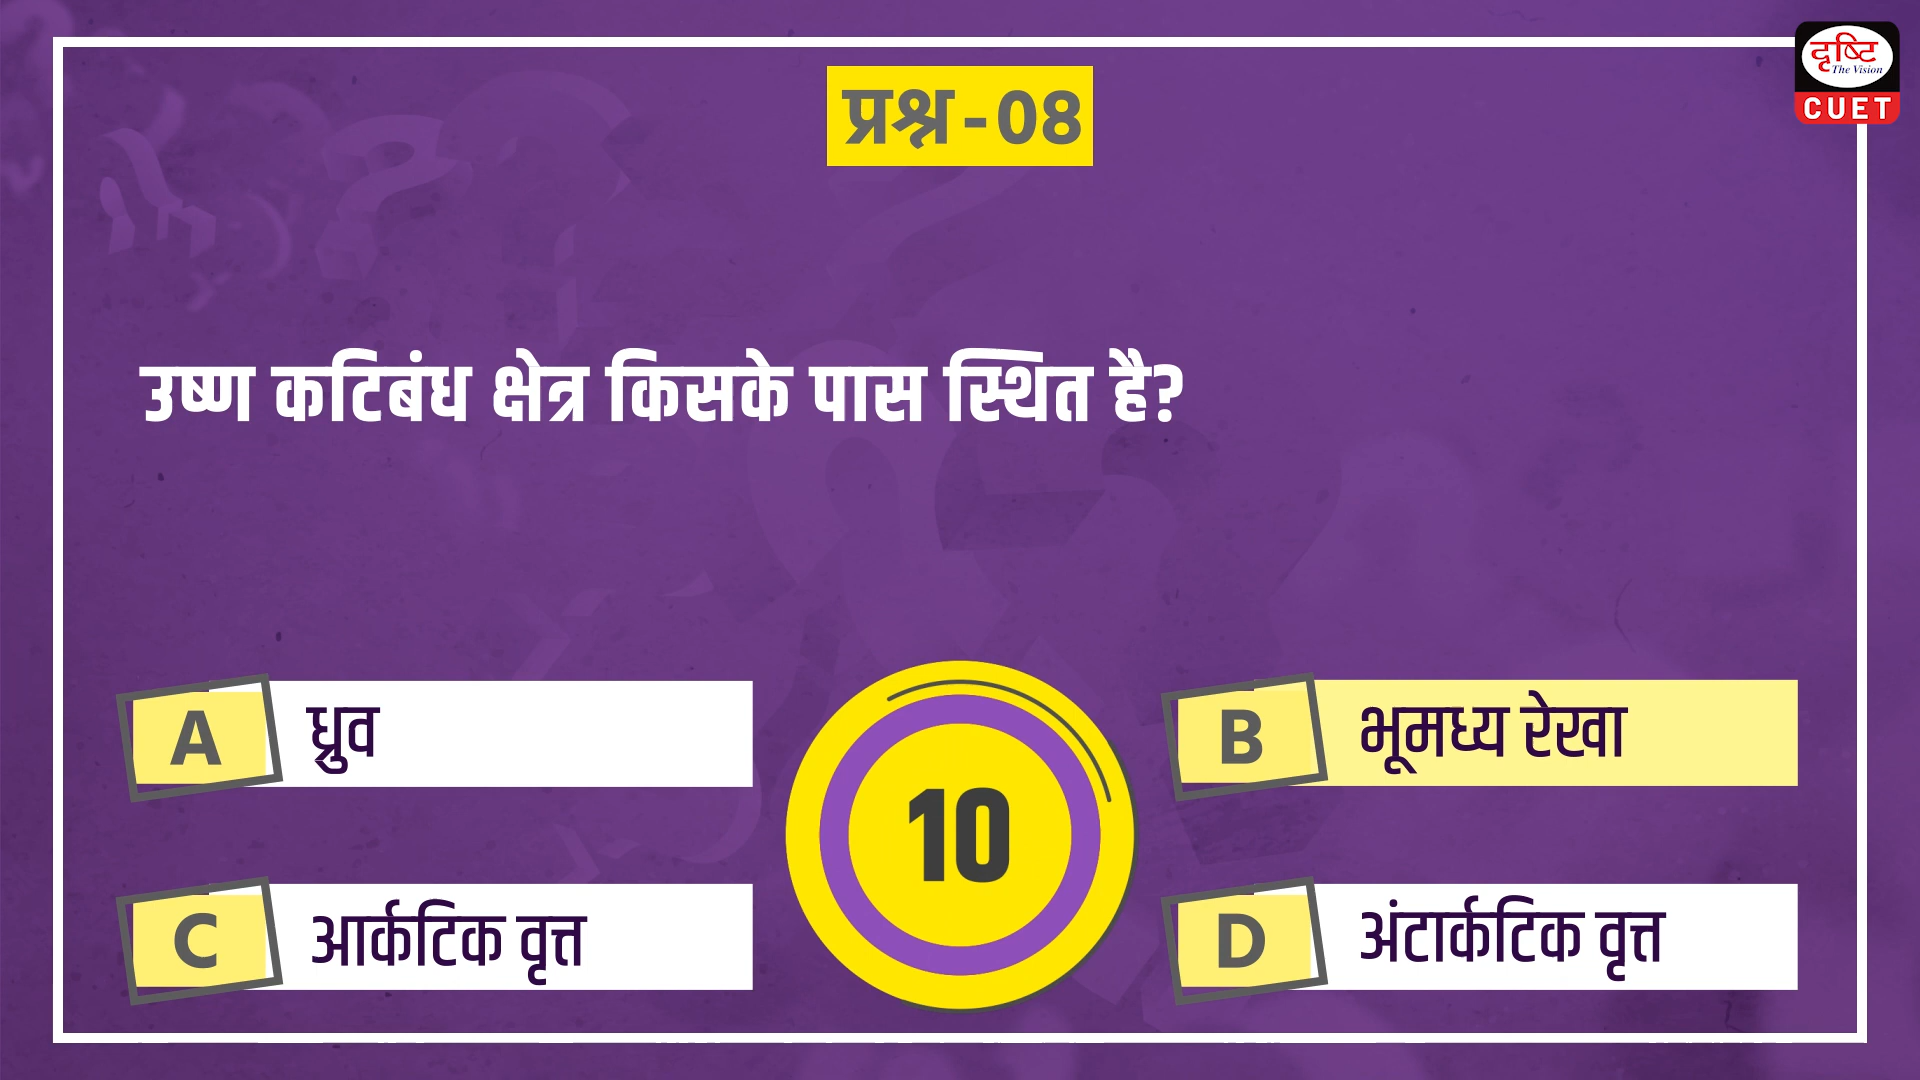 दृष्टि
The Vision
CUET
प्रश्न-08
उष्ण कटिबंध क्षेत्र किसके पास स्थित है?
A ध्रुव
B भूमध्य रेखा
10
C आर्कटिक वृत्त
D अंटार्कटिक वृत्त